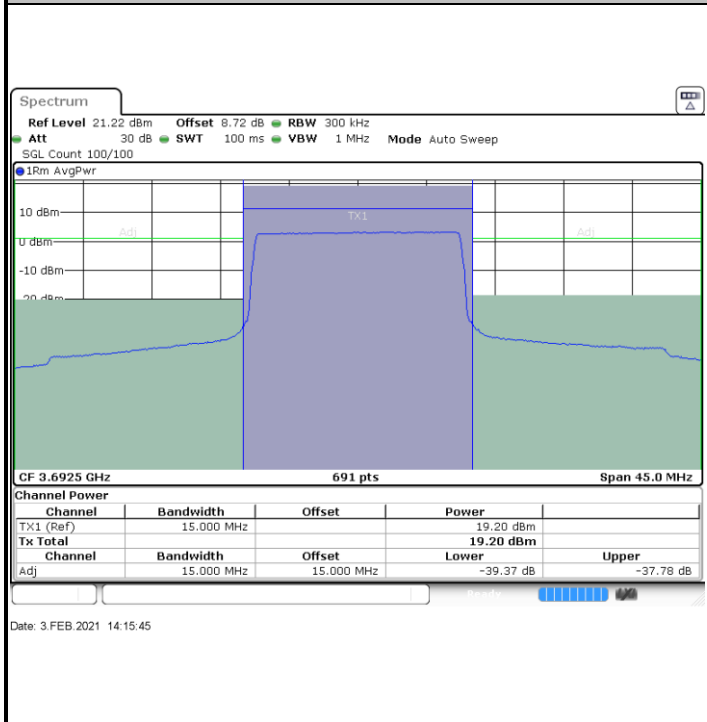 Spectrum
Ref Level 21.22 dBm Offset 8.72 dB RBW 300 kHz
Att 30 dB SWT 100 ms VBW 1 MHz Mode Auto Sweep
SGL Count 100/100
1Rm AvgPwr
10 dBm
TX1
Adj
Adj
0 dBm
-10 dBm
-20 dBm
CF 3.6925 GHz 691 pts Span 45.0 MHz
Channel Power
Channel Bandwidth Offset Power
TX1 (Ref) 15.000 MHz 19.20 dBm
Tx Total 19.20 dBm
Channel Bandwidth Offset Lower Upper
Adj 15.000 MHz 15.000 MHz -39.37 dB -37.78 dB
Ready
Date: 3.FEB.2021 14:15:45